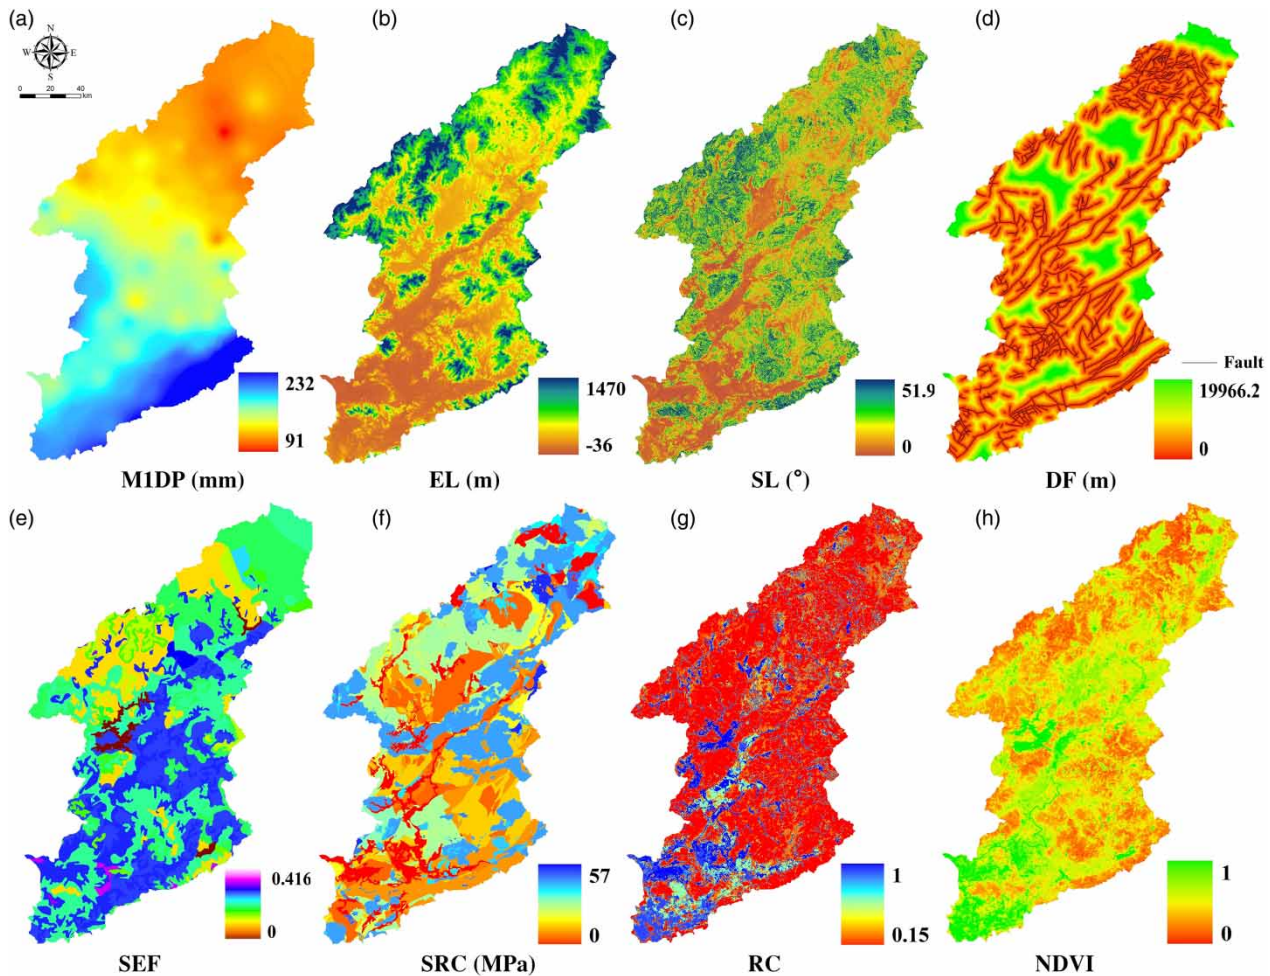 (a)
(b)
(c)
(d)
N
W E
S
0 20 40
km
232
91
M1DP (mm)
1470
-36
EL (m)
51.9
0
SL (°)
Fault
19966.2
0
DF (m)
(e)
(f)
(g)
(h)
0.416
0
SEF
57
0
SRC (MPa)
1
0.15
RC
1
0
NDVI